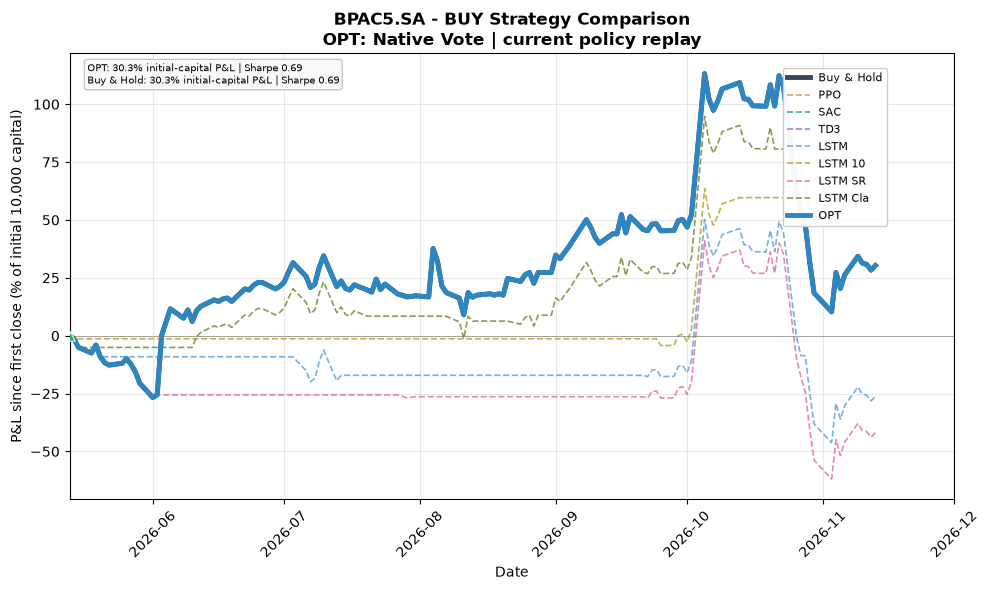 BPAC5.SA - BUY Strategy Comparison
OPT: Native Vote | current policy replay
OPT: 30.3% initial-capital P&L | Sharpe 0.69
Buy & Hold: 30.3% initial-capital P&L | Sharpe 0.69
Buy & Hold
PPO
SAC
TD3
LSTM
LSTM 10
LSTM SR
LSTM Cla
OPT
P&L since first close (% of initial 10,000 capital)
100
75
50
25
0
−25
−50
2026-06
2026-07
2026-08
2026-09
2026-10
2026-11
2026-12
Date